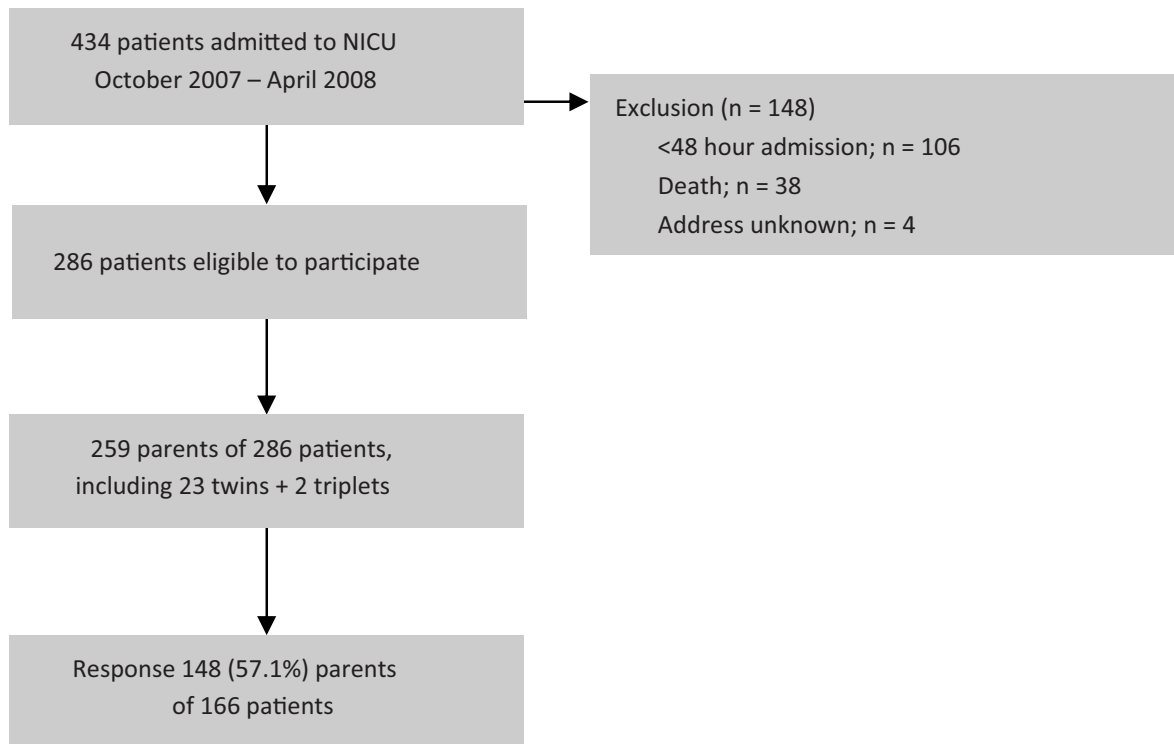 434 patients admitted to NICU
October 2007 – April 2008
Exclusion (n = 148)
<48 hour admission; n = 106
Death; n = 38
Address unknown; n = 4
286 patients eligible to participate
259 parents of 286 patients,
including 23 twins + 2 triplets
Response 148 (57.1%) parents
of 166 patients